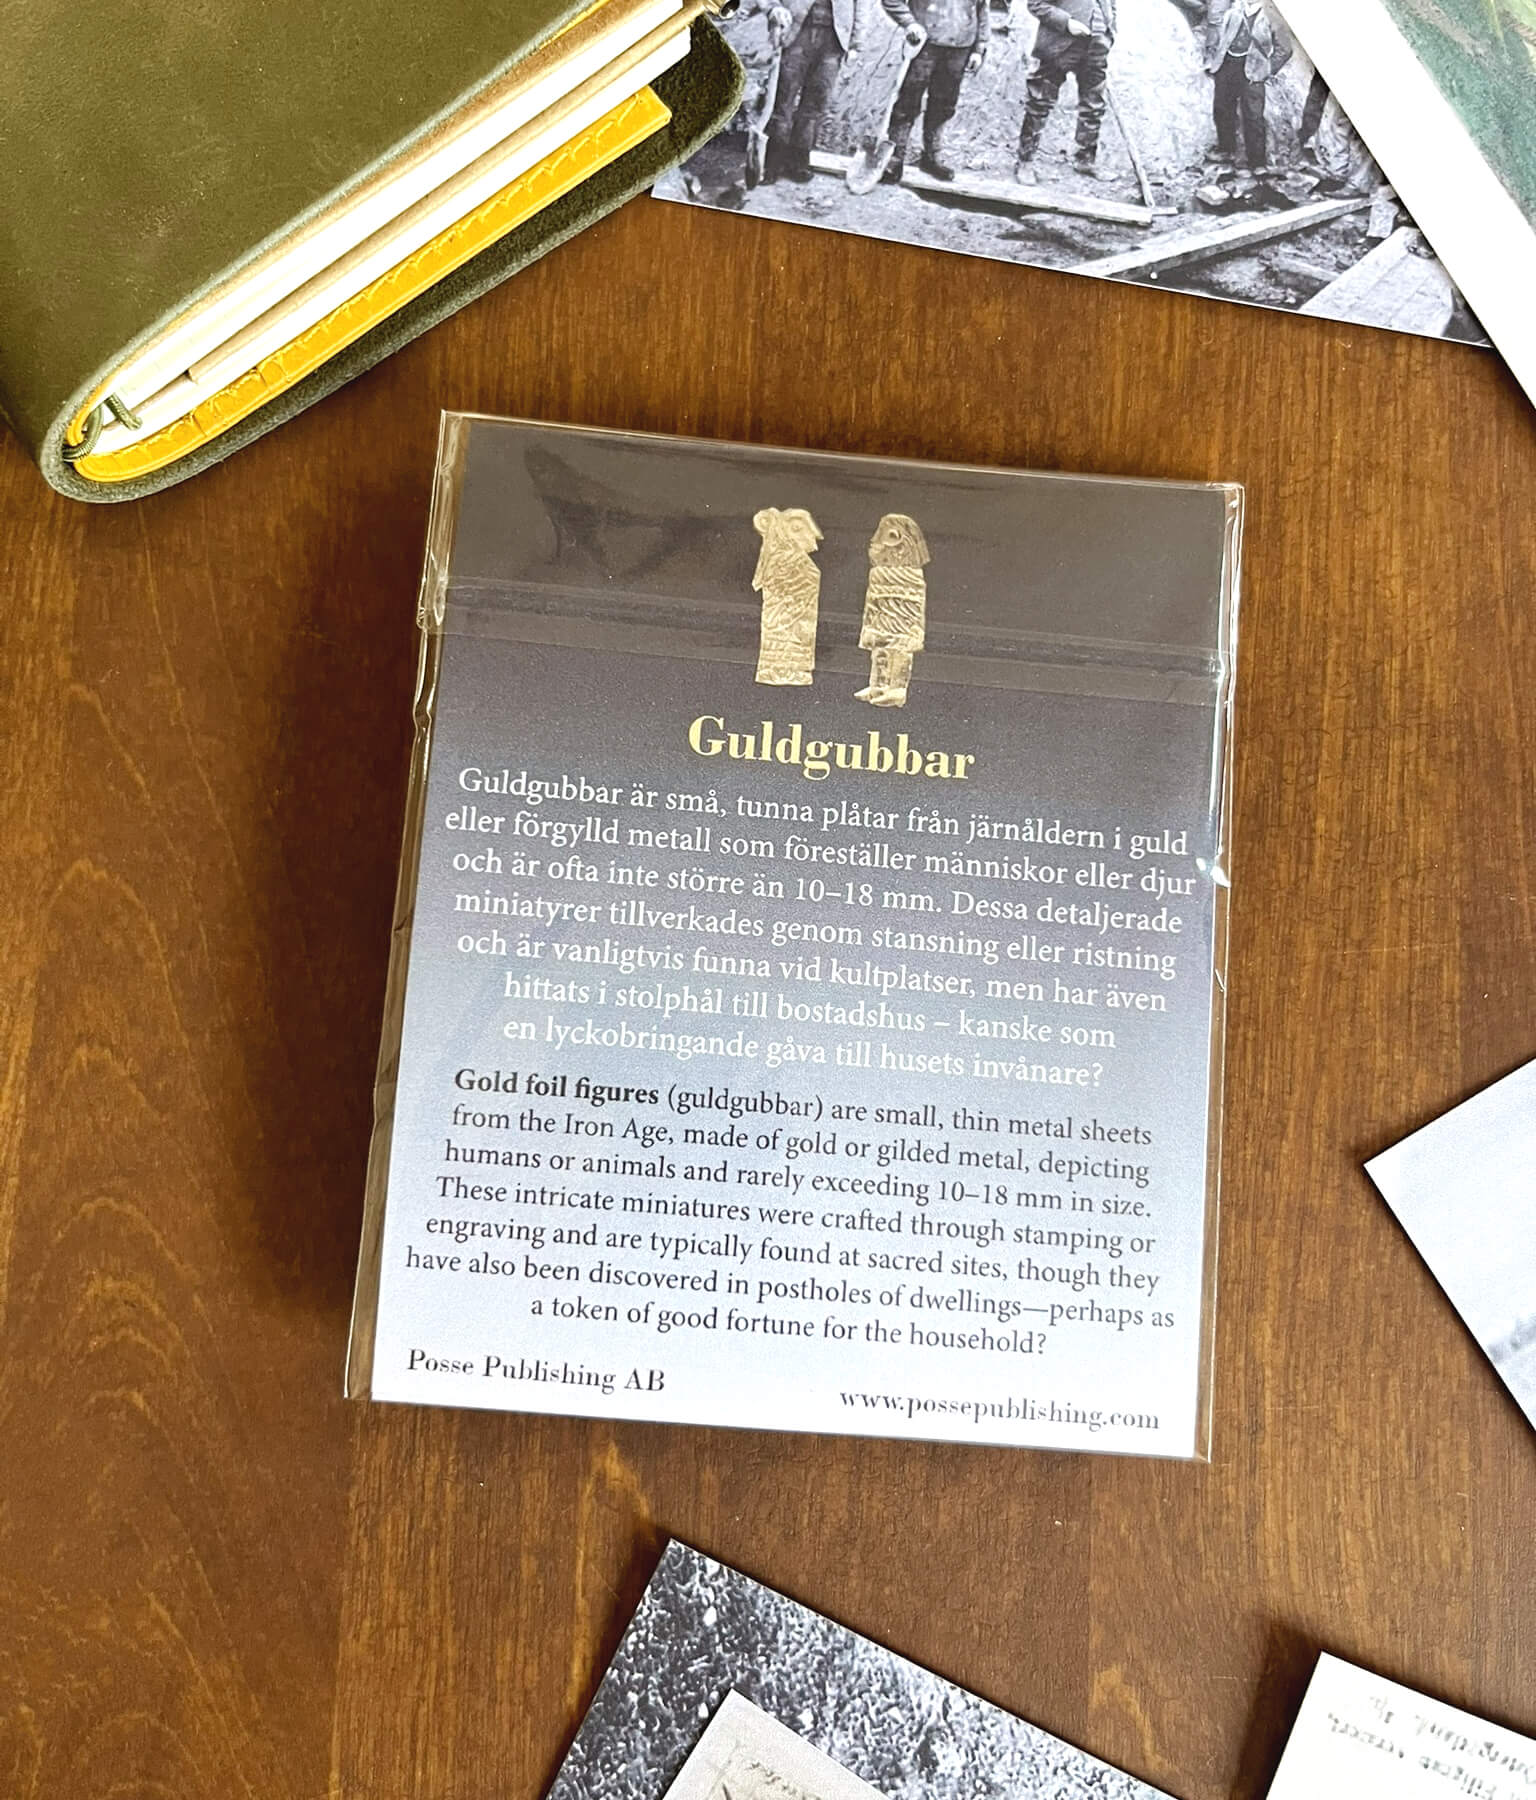 Guldgubbar
Guldgubbar är små, tunna plåtar från järnåldern i guld
eller förgylld metall som föreställer människor eller djur
och är ofta inte större än 10–18 mm. Dessa detaljerade
miniatyrer tillverkades genom stansning eller ristning
och är vanligtvis funna vid kultplatser, men har även
hittats i stolphål till bostadshus – kanske som
en lyckobringande gåva till husets invånare?
Gold foil figures (guldgubbar) are small, thin metal sheets
from the Iron Age, made of gold or gilded metal, depicting
humans or animals and rarely exceeding 10–18 mm in size.
These intricate miniatures were crafted through stamping or
engraving and are typically found at sacred sites, though they
have also been discovered in postholes of dwellings—perhaps as
a token of good fortune for the household?
Posse Publishing AB
www.possepublishing.com